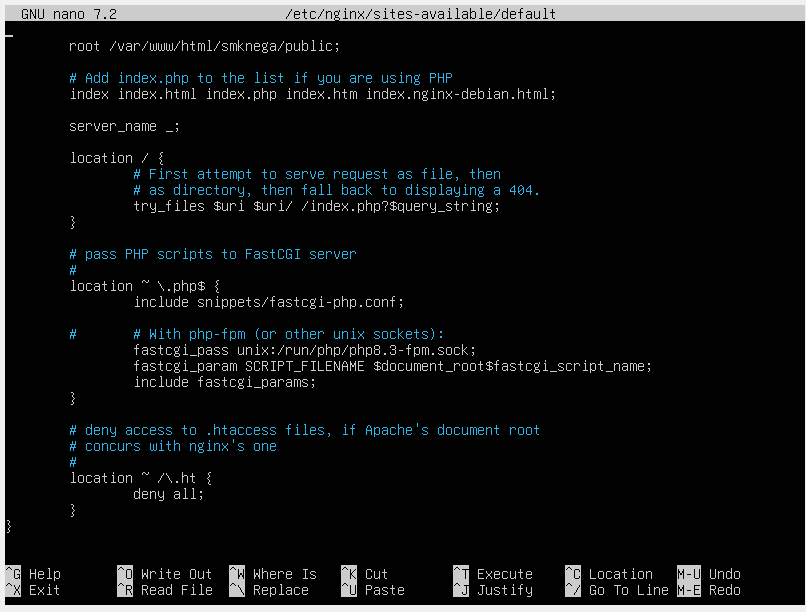 GNU nano 7.2 /etc/nginx/sites-available/default
root /var/www/html/smknega/public;
# Add index.php to the list if you are using PHP
index index.html index.php index.htm index.nginx-debian.html;
server_name _;
location / {
# First attempt to serve request as file, then
# as directory, then fall back to displaying a 404.
try_files $uri $uri/ /index.php?$query_string;
}
# pass PHP scripts to FastCGI server
#
location ~ \.php$ {
include snippets/fastcgi-php.conf;
# # With php-fpm (or other unix sockets):
fastcgi_pass unix:/run/php/php8.3-fpm.sock;
fastcgi_param SCRIPT_FILENAME $document_root$fastcgi_script_name;
include fastcgi_params;
}
# deny access to .htaccess files, if Apache's document root
# concurs with nginx's one
#
location ~ /\.ht {
deny all;
}
}
^G Help ^O Write Out ^W Where Is ^K Cut ^T Execute ^C Location M-U Undo
^X Exit ^R Read File ^\ Replace ^U Paste ^J Justify ^/ Go To Line M-E Redo